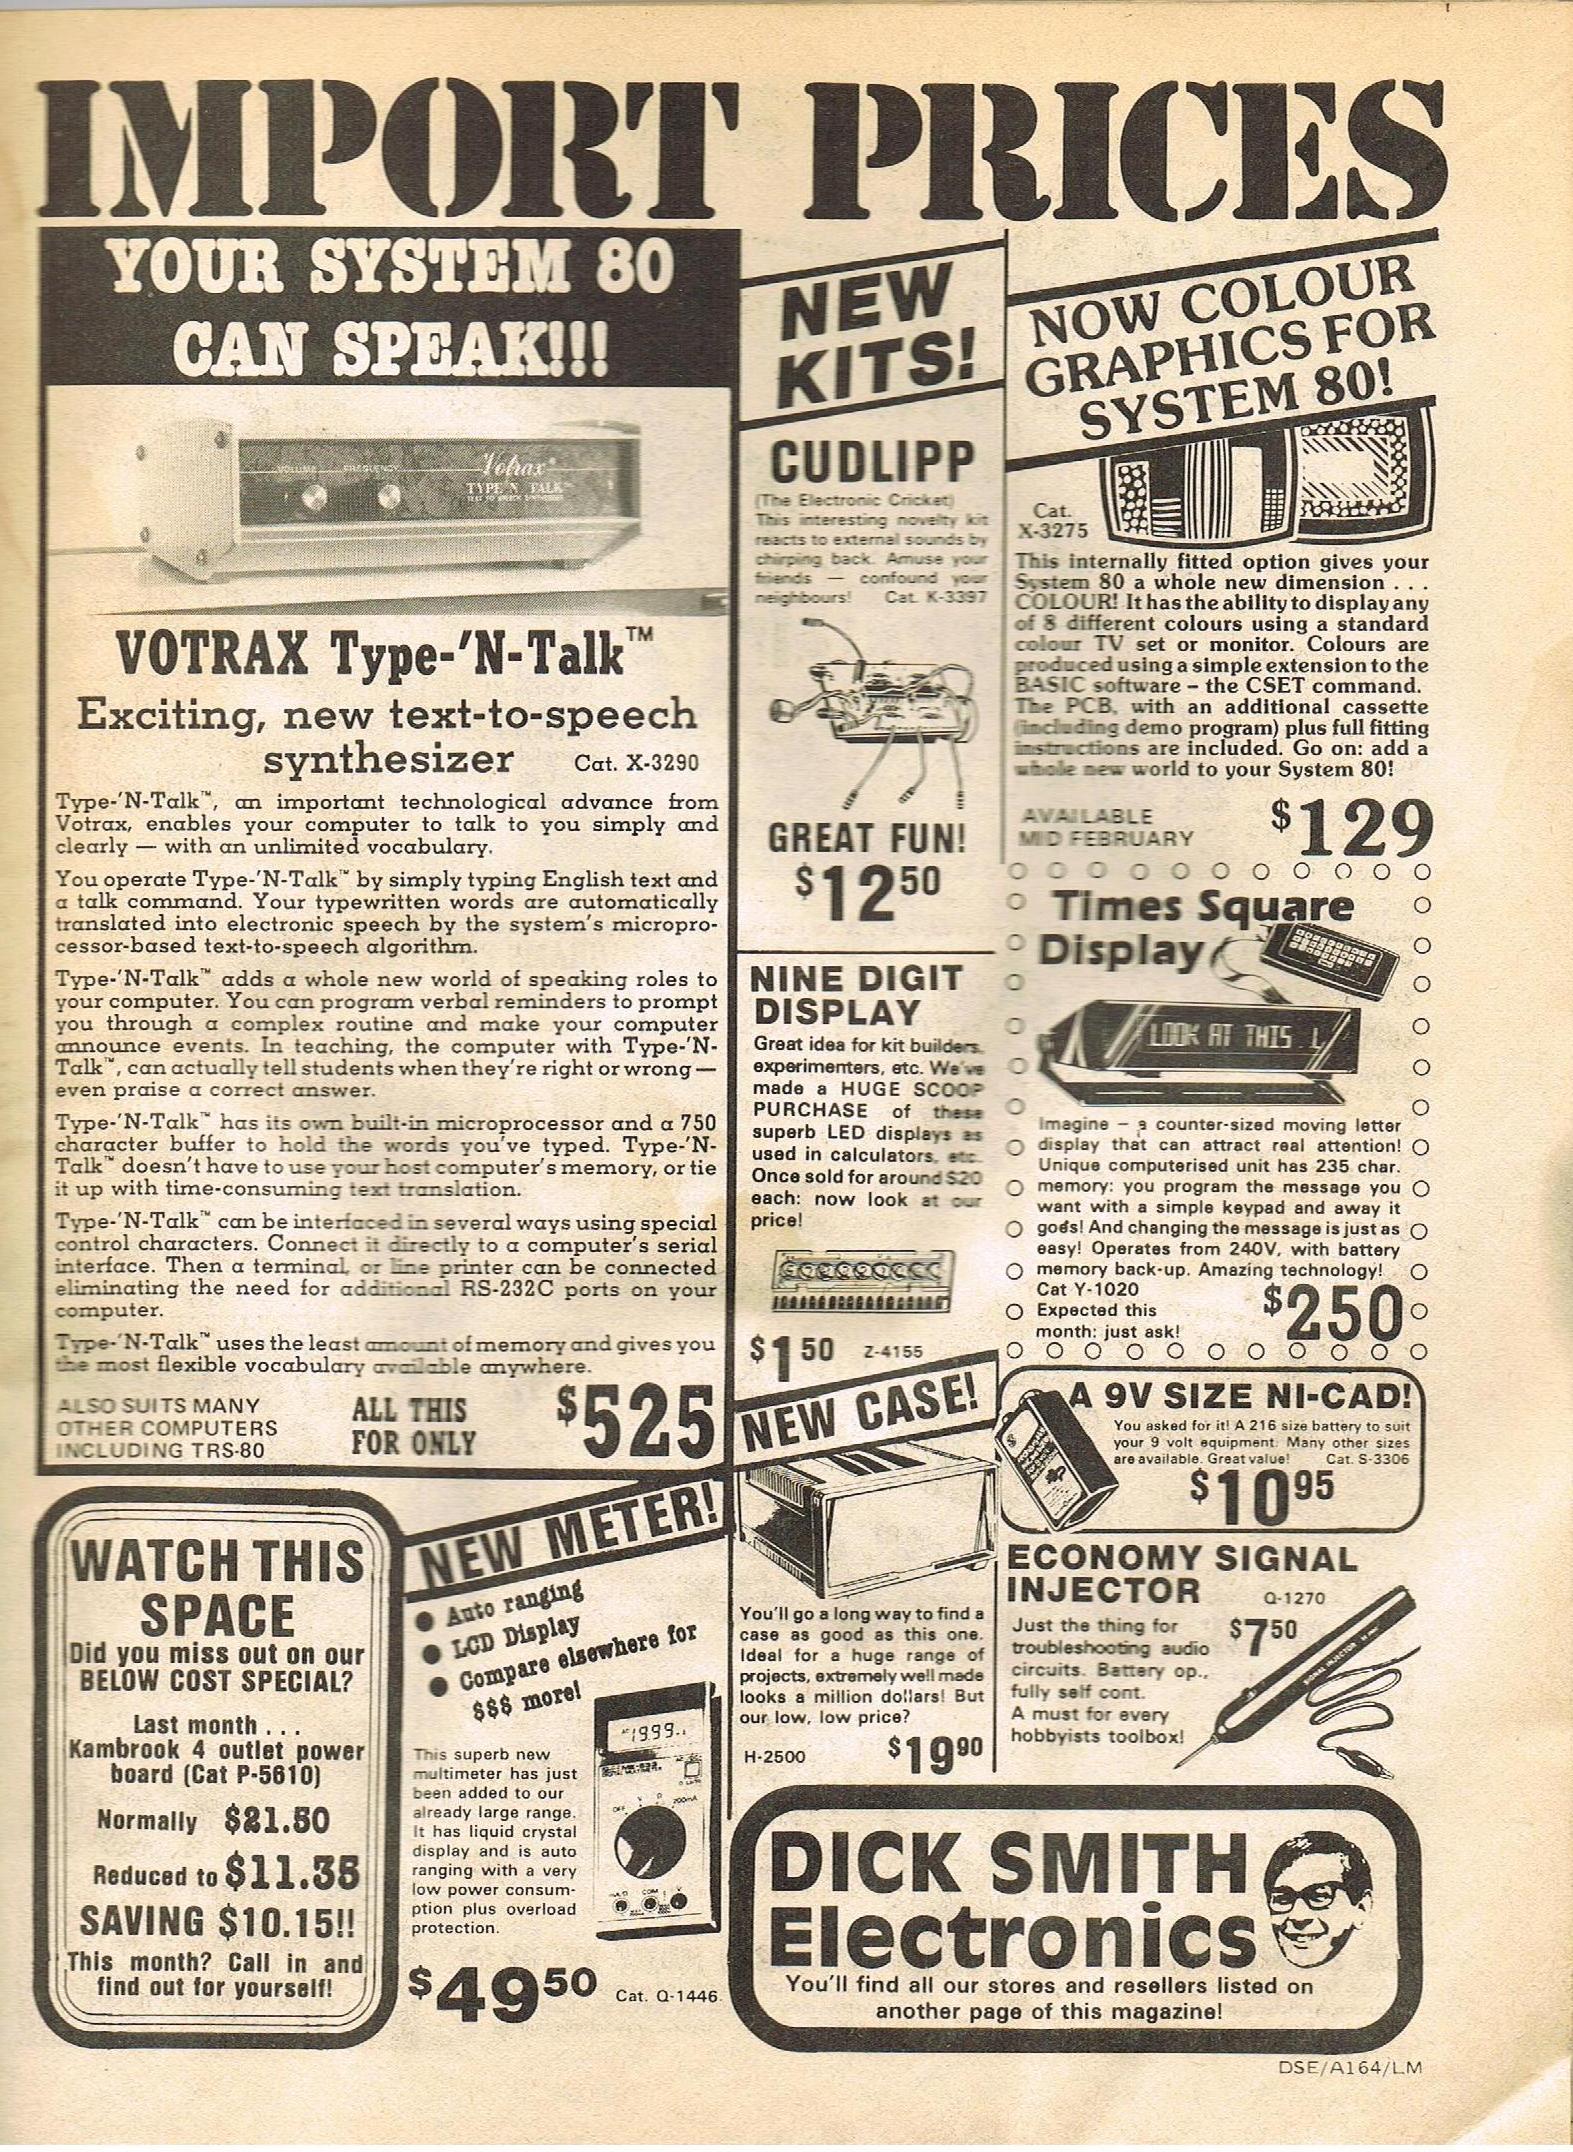 IMPORT PRICES
YOUR SYSTEM 80
CAN SPEAK!!!
VOLUME
FREQUENCY
Votrax
TYPE 'N TALK™
TEXT TO SPEECH SYNTHESIZER
VOTRAX Type-'N-Talk™
Exciting, new text-to-speech
synthesizer Cat. X-3290
Type-'N-Talk™, an important technological advance from
Votrax, enables your computer to talk to you simply and
clearly — with an unlimited vocabulary.
You operate Type-'N-Talk™ by simply typing English text and
a talk command. Your typewritten words are automatically
translated into electronic speech by the system's micropro-
cessor-based text-to-speech algorithm.
Type-'N-Talk™ adds a whole new world of speaking roles to
your computer. You can program verbal reminders to prompt
you through a complex routine and make your computer
announce events. In teaching, the computer with Type-'N-
Talk™, can actually tell students when they're right or wrong —
even praise a correct answer.
Type-'N-Talk™ has its own built-in microprocessor and a 750
character buffer to hold the words you've typed. Type-'N-
Talk™ doesn't have to use your host computer's memory, or tie
it up with time-consuming text translation.
Type-'N-Talk™ can be interfaced in several ways using special
control characters. Connect it directly to a computer's serial
interface. Then a terminal, or line printer can be connected
eliminating the need for additional RS-232C ports on your
computer.
Type-'N-Talk™ uses the least amount of memory and gives you
the most flexible vocabulary available anywhere.
ALSO SUITS MANY
OTHER COMPUTERS
INCLUDING TRS-80
ALL THIS
FOR ONLY
$525
NEW
KITS!
CUDLIPP
(The Electronic Cricket)
This interesting novelty kit
reacts to external sounds by
chirping back. Amuse your
friends — confound your
neighbours! Cat. K-3397
GREAT FUN!
$12 50
NINE DIGIT
DISPLAY
Great idea for kit builders,
experimenters, etc. We've
made a HUGE SCOOP
PURCHASE of these
superb LED displays as
used in calculators, etc.
Once sold for around $20
each: now look at our
price!
$1 50 Z-4155
NOW COLOUR
GRAPHICS FOR
SYSTEM 80!
Cat.
X-3275
This internally fitted option gives your
System 80 a whole new dimension . . .
COLOUR! It has the ability to display any
of 8 different colours using a standard
colour TV set or monitor. Colours are
produced using a simple extension to the
BASIC software – the CSET command.
The PCB, with an additional cassette
(including demo program) plus full fitting
instructions are included. Go on: add a
whole new world to your System 80!
AVAILABLE
MID FEBRUARY
$129
Times Square
Display
LOOK AT THIS L
Imagine – a counter-sized moving letter
display that can attract real attention!
Unique computerised unit has 235 char.
memory: you program the message you
want with a simple keypad and away it
goes! And changing the message is just as
easy! Operates from 240V, with battery
memory back-up. Amazing technology!
Cat Y-1020
Expected this
month: just ask!
$250
NEW CASE!
You'll go a long way to find a
case as good as this one.
Ideal for a huge range of
projects, extremely well made
looks a million dollars! But
our low, low price?
H-2500 $19 90
A 9V SIZE NI-CAD!
You asked for it! A 216 size battery to suit
your 9 volt equipment. Many other sizes
are available. Great value! Cat. S-3306
$10 95
ECONOMY SIGNAL
INJECTOR Q-1270
Just the thing for
troubleshooting audio
circuits. Battery op.,
fully self cont.
A must for every
hobbyists toolbox!
$7 50
SIGNAL INJECTOR
WATCH THIS
SPACE
Did you miss out on our
BELOW COST SPECIAL?
Last month . . .
Kambrook 4 outlet power
board (Cat P-5610)
Normally $21.50
Reduced to $11.35
SAVING $10.15!!
This month? Call in and
find out for yourself!
NEW METER!
● Auto ranging
● LCD Display
● Compare elsewhere for
$$$ more!
This superb new
multimeter has just
been added to our
already large range.
It has liquid crystal
display and is auto
ranging with a very
low power consum-
ption plus overload
protection.
1999
OFF V Ω 200mA
COM
$49 50 Cat. Q-1446
DICK SMITH
Electronics
You'll find all our stores and resellers listed on
another page of this magazine!
DSE/A164/LM